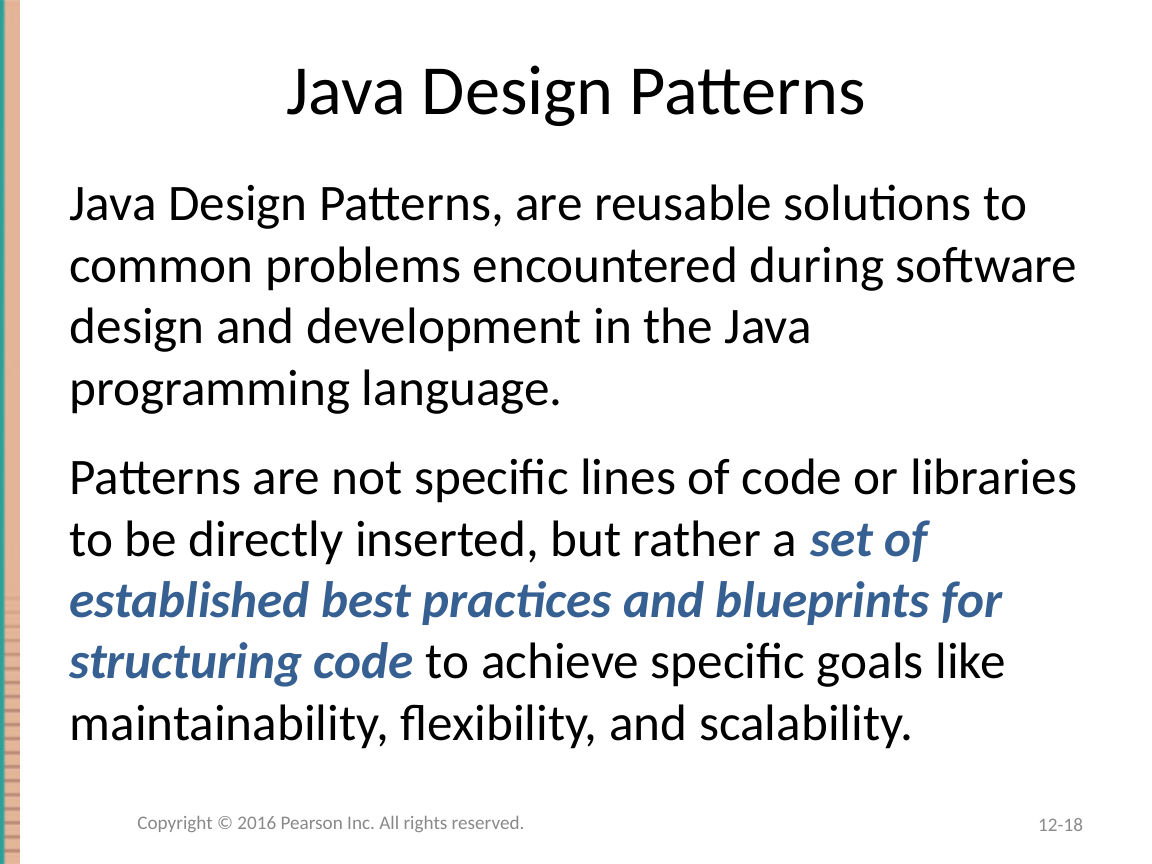 Java Design Patterns
Java Design Patterns, are reusable solutions to
common problems encountered during software
design and development in the Java
programming language.
Patterns are not specific lines of code or libraries
to be directly inserted, but rather a set of
established best practices and blueprints for
structuring code to achieve specific goals like
maintainability, flexibility, and scalability.
Copyright © 2016 Pearson Inc. All rights reserved.
12-18